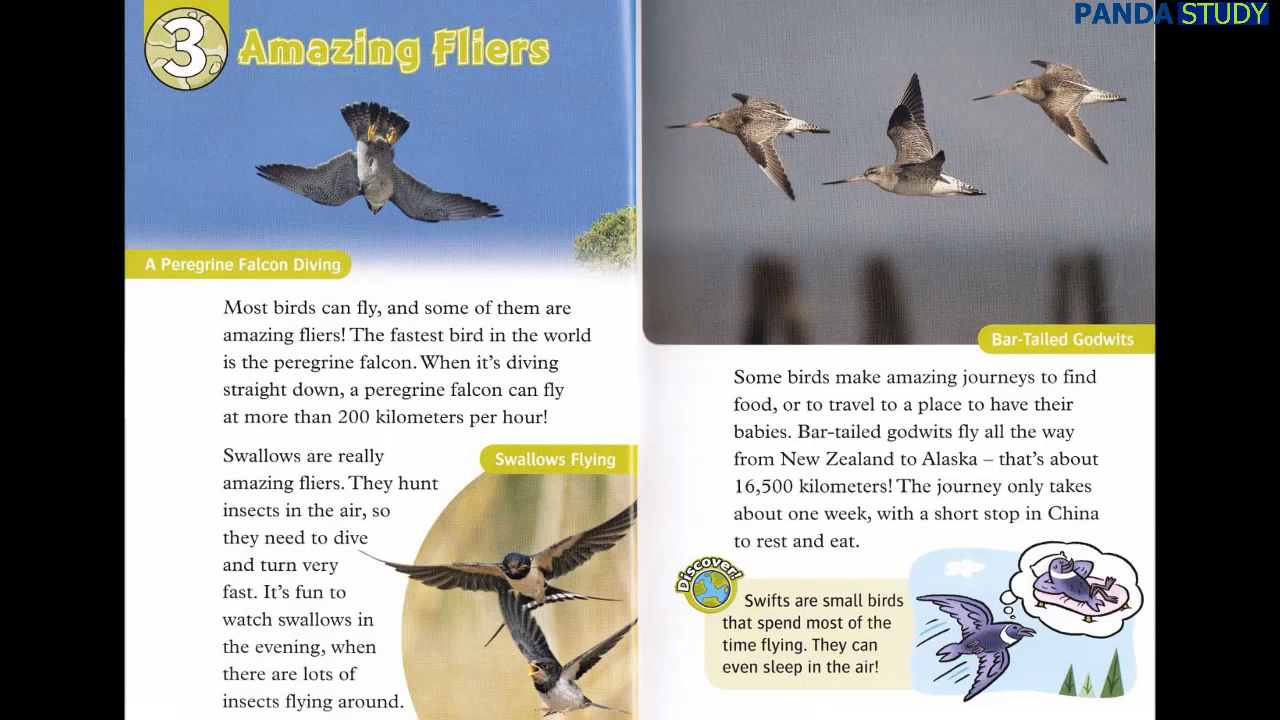 PANDA STUDY
3 Amazing Fliers
A Peregrine Falcon Diving
Most birds can fly, and some of them are
amazing fliers! The fastest bird in the world
is the peregrine falcon. When it's diving
straight down, a peregrine falcon can fly
at more than 200 kilometers per hour!
Swallows are really
amazing fliers. They hunt
insects in the air, so
they need to dive
and turn very
fast. It's fun to
watch swallows in
the evening, when
there are lots of
insects flying around.
Swallows Flying
Bar-Tailed Godwits
Some birds make amazing journeys to find
food, or to travel to a place to have their
babies. Bar-tailed godwits fly all the way
from New Zealand to Alaska – that's about
16,500 kilometers! The journey only takes
about one week, with a short stop in China
to rest and eat.
Discover!
Swifts are small birds
that spend most of the
time flying. They can
even sleep in the air!